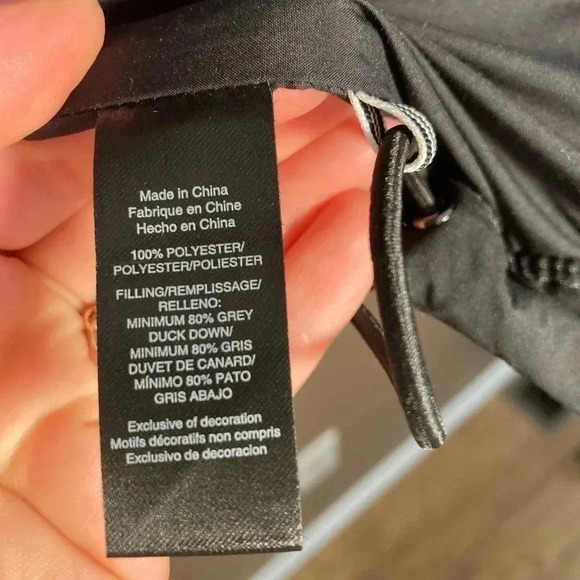 Made in China
Fabrique en Chine
Hecho en China
100% POLYESTER/
POLYESTER/POLIESTER
FILLING/REMPLISSAGE/
RELLENO:
MINIMUM 80% GREY
DUCK DOWN/
MINIMUM 80% GRIS
DUVET DE CANARD/
MÍNIMO 80% PATO
GRIS ABAJO
Exclusive of decoration
Motifs décoratifs non compris
Exclusivo de decoracion